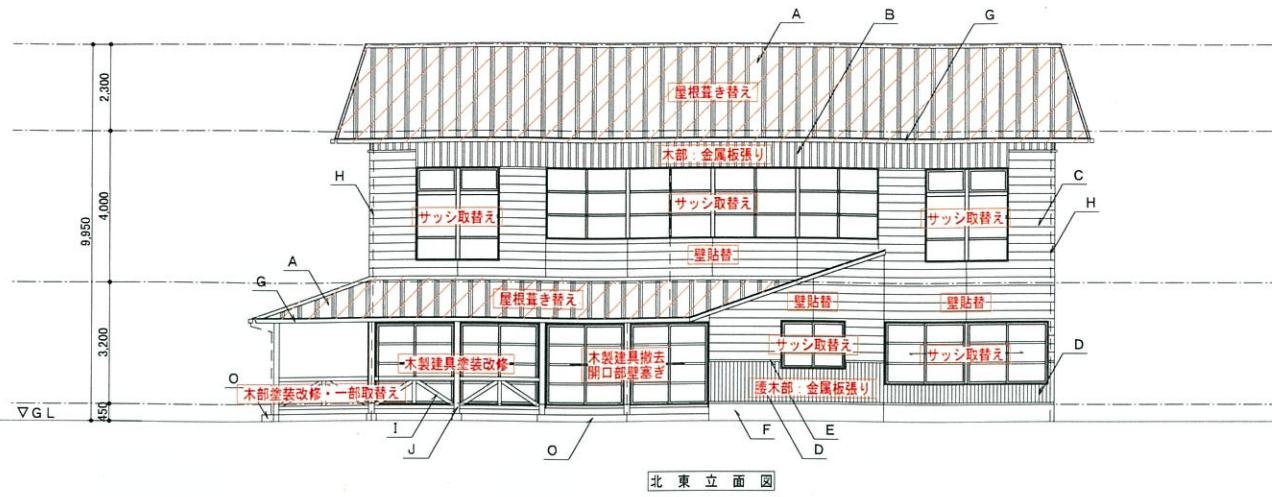 A
B
G
2,300
屋根葺き替え
木部：金属板張り
H
C
4,000
サッシ取替え
サッシ取替え
サッシ取替え
H
9,950
壁貼替
A
G
屋根葺き替え
壁貼替
壁貼替
3,200
木製建具塗装改修
木製建具撤去
開口部壁塞ぎ
サッシ取替え
サッシ取替え
D
O
木部塗装改修・一部取替え
腰木部：金属板張り
▽GL
450
I
J
O
F
E
D
北東立面図